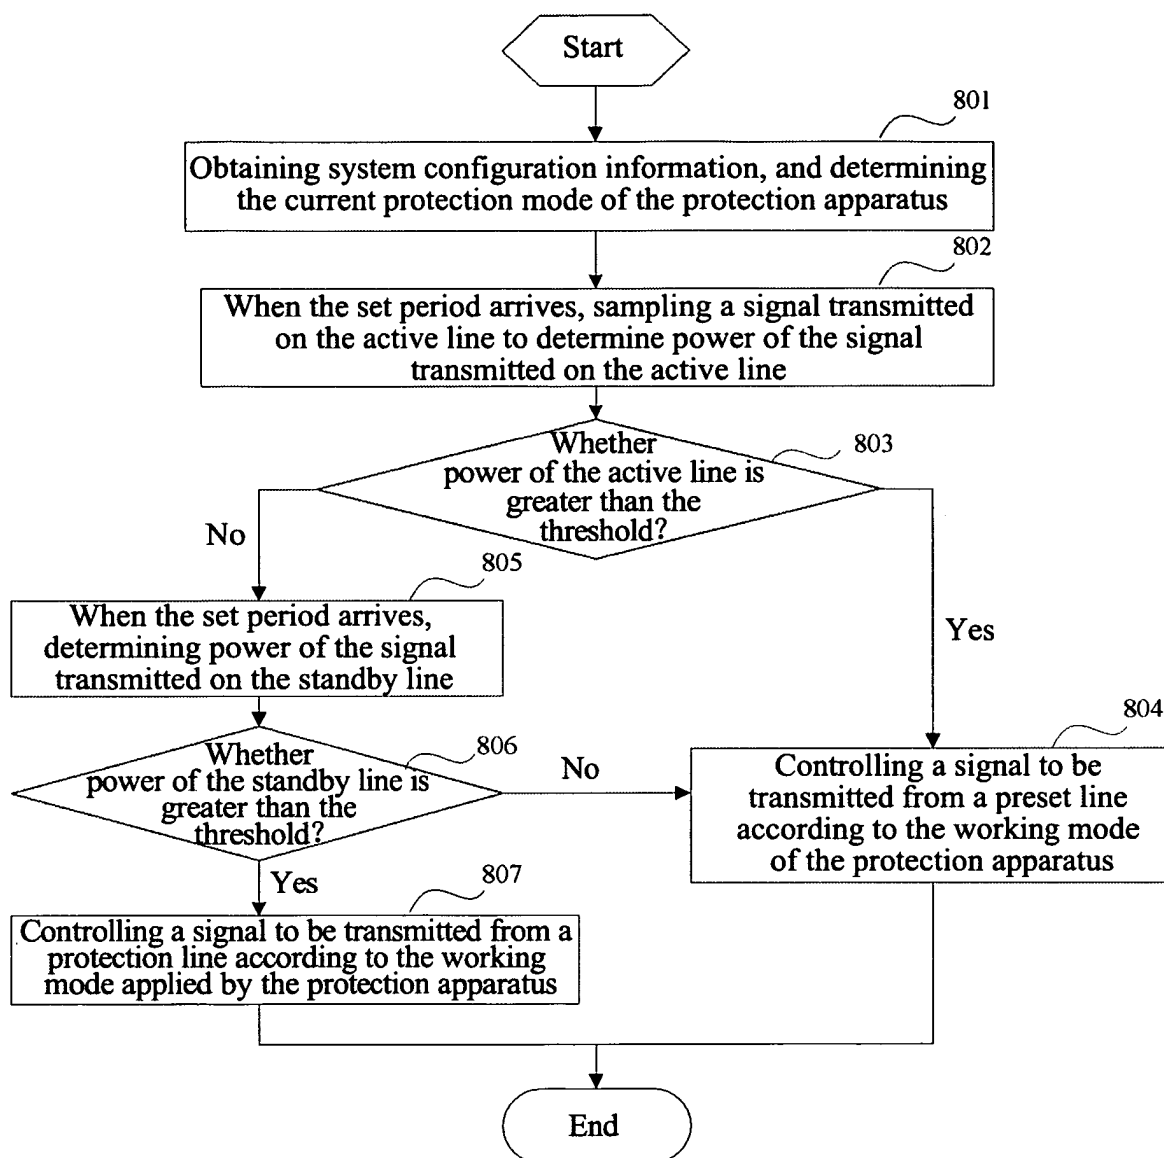 Start
801
Obtaining system configuration information, and determining
the current protection mode of the protection apparatus
802
When the set period arrives, sampling a signal transmitted
on the active line to determine power of the signal
transmitted on the active line
803
Whether
power of the active line is
greater than the
threshold?
No
Yes
805
When the set period arrives,
determining power of the signal
transmitted on the standby line
804
Controlling a signal to be
transmitted from a preset line
according to the working mode
of the protection apparatus
806
Whether
power of the standby line is
greater than the
threshold?
No
Yes
807
Controlling a signal to be transmitted from a
protection line according to the working
mode applied by the protection apparatus
End